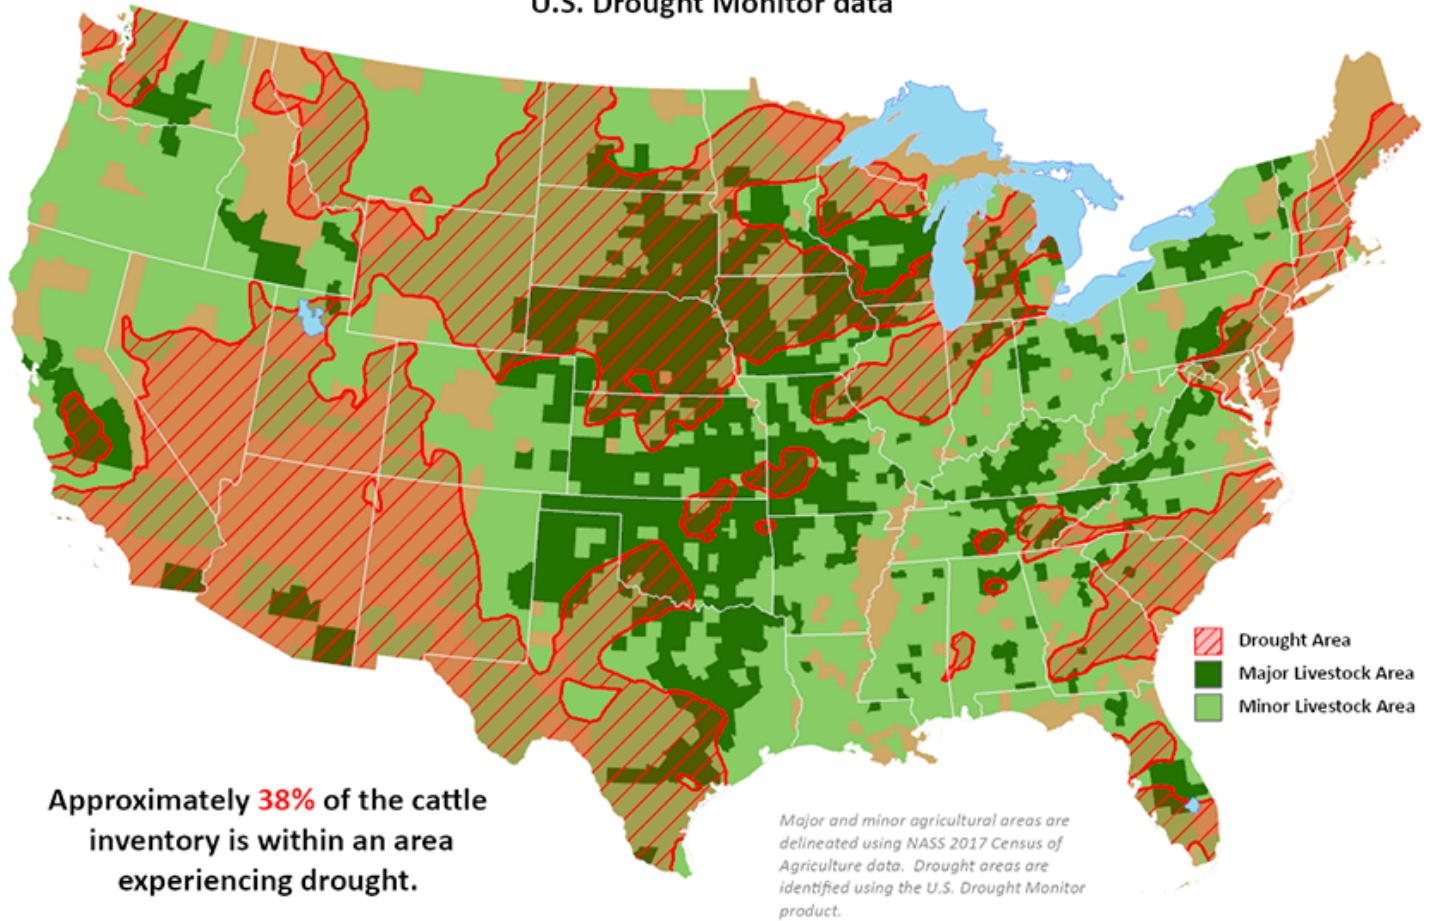 U.S. Drought Monitor data
Drought Area
Major Livestock Area
Minor Livestock Area
Approximately 38% of the cattle
inventory is within an area
experiencing drought.
Major and minor agricultural areas are
delineated using NASS 2017 Census of
Agriculture data. Drought areas are
identified using the U.S. Drought Monitor
product.